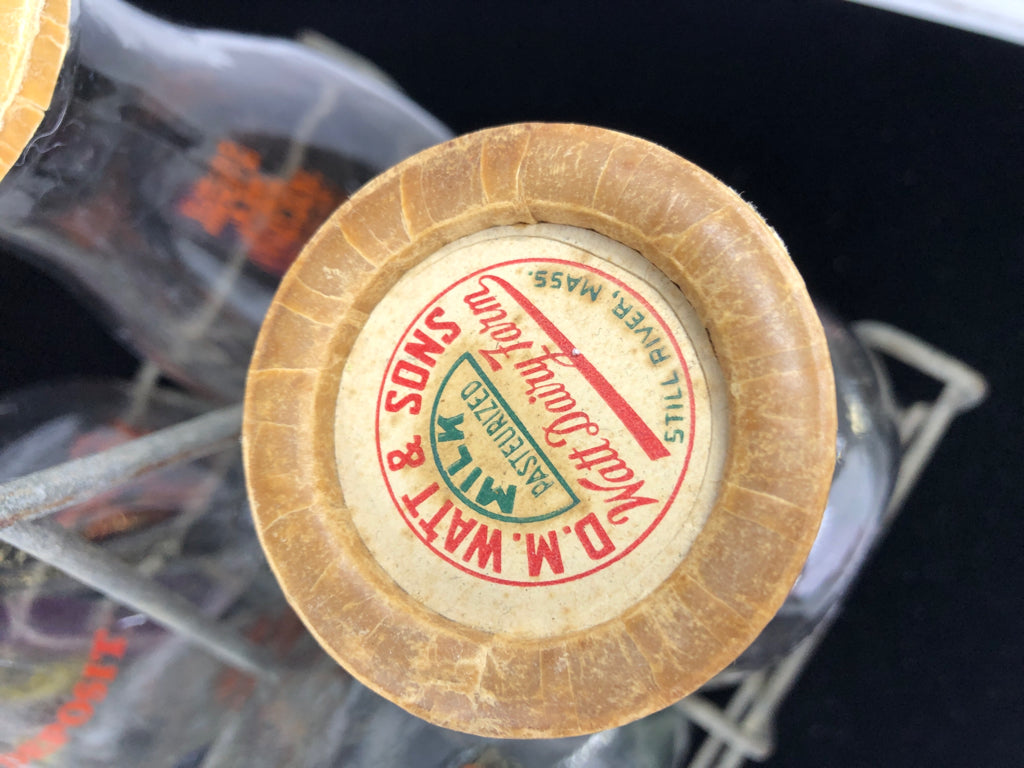 D.M. WATT & SONS
MILK
PASTEURIZED
Watt Dairy Farm
STILL RIVER, MASS.